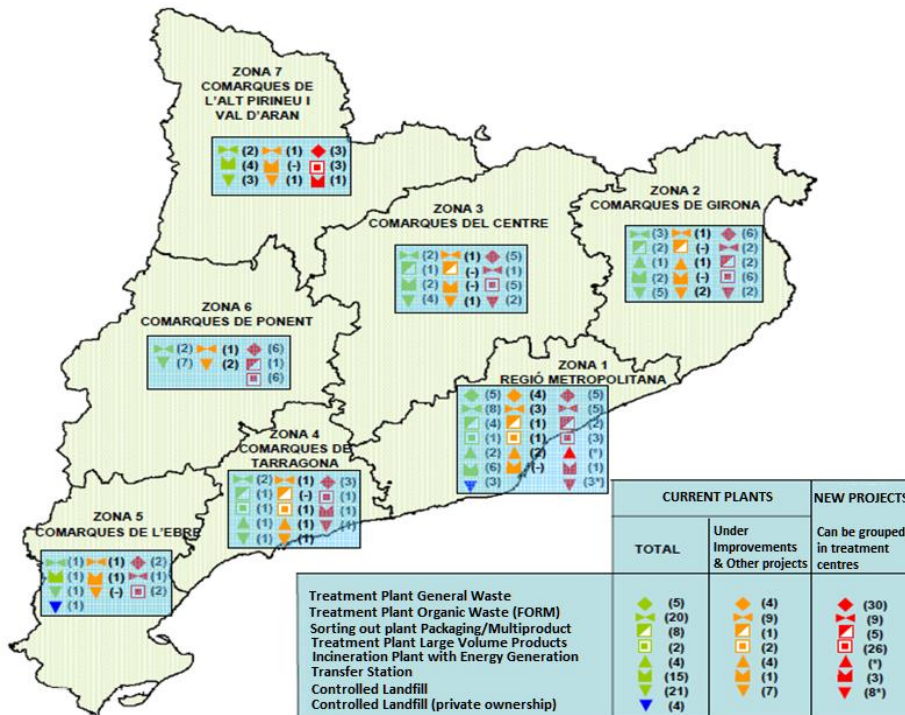 ZONA 7
COMARQUES DE
L'ALT PIRINEU I
VAL D'ARAN
(2) (1) (3)
(4) (-) (3)
(3) (1) (1)
ZONA 2
COMARQUES DE GIRONA
(3) (1) (6)
(2) (-) (2)
(1) (1) (2)
(2) (-) (6)
(5) (2) (2)
ZONA 3
COMARQUES DEL CENTRE
(2) (1) (5)
(1) (-) (1)
(2) (-) (5)
(4) (1) (2)
ZONA 6
COMARQUES DE PONENT
(2) (1) (6)
(7) (2) (1)
(6)
ZONA 1
REGIÓ METROPOLITANA
(5) (4) (5)
(8) (3) (5)
(4) (1) (2)
(1) (1) (3)
(2) (2) (*)
(6) (-) (1)
(3) (3*)
ZONA 4
COMARQUES DE
TARRAGONA
(2) (1) (3)
(1) (-) (1)
(1) (1) (1)
(1) (1) (1)
(1) (1)
ZONA 5
COMARQUES DE L'EBRE
(1) (1) (2)
(1) (1) (1)
(1) (-) (2)
(1)
CURRENT PLANTS NEW PROJECTS
TOTAL
Under
Improvements
& Other projects
Can be grouped
in treatment
centres
Treatment Plant General Waste (5) (4) (30)
Treatment Plant Organic Waste (FORM) (20) (9) (9)
Sorting out plant Packaging/Multiproduct (8) (1) (5)
Treatment Plant Large Volume Products (2) (2) (26)
Incineration Plant with Energy Generation (4) (4) (*)
Transfer Station (15) (1) (3)
Controlled Landfill (21) (7) (8*)
Controlled Landfill (private ownership) (4)